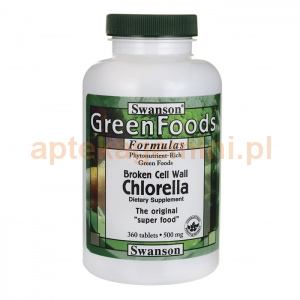 Swanson®
GreenFoods
Formulas
Phytonutrient-Rich
Green Foods
Broken Cell Wall
Chlorella
Dietary Supplement
The original
"super food"
360 tablets • 500 mg
Swanson